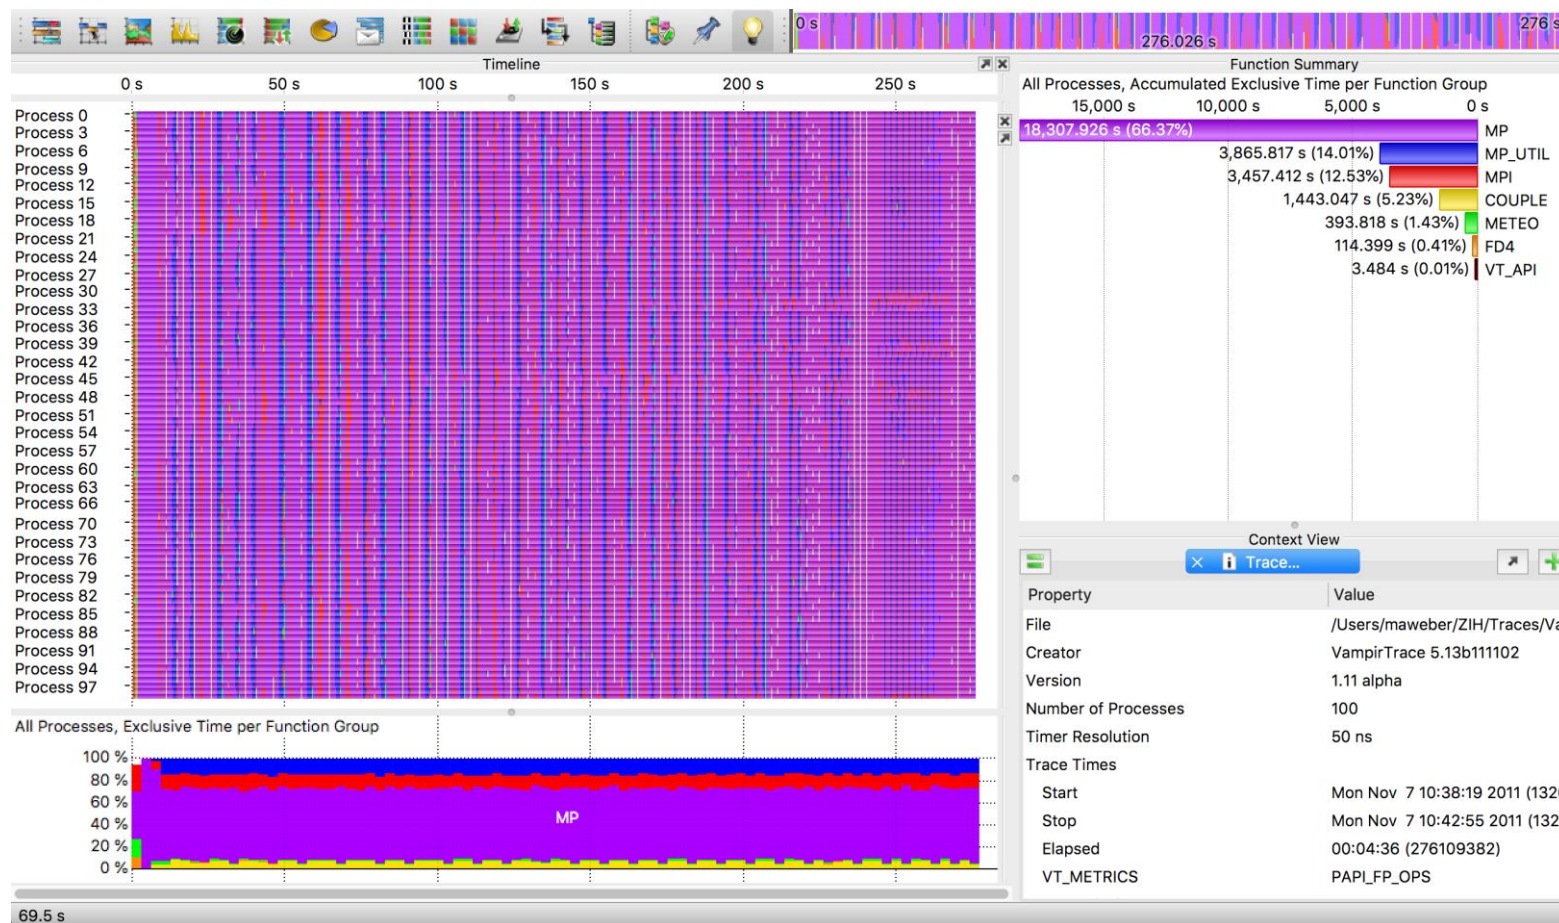 0 s
276 s
276.026 s
Timeline
0 s 50 s 100 s 150 s 200 s 250 s
Process 0
Process 3
Process 6
Process 9
Process 12
Process 15
Process 18
Process 21
Process 24
Process 27
Process 30
Process 33
Process 36
Process 39
Process 42
Process 45
Process 48
Process 51
Process 54
Process 57
Process 60
Process 63
Process 66
Process 70
Process 73
Process 76
Process 79
Process 82
Process 85
Process 88
Process 91
Process 94
Process 97
All Processes, Exclusive Time per Function Group
100 %
80 %
60 %
40 %
20 %
0 %
MP
Function Summary
All Processes, Accumulated Exclusive Time per Function Group
15,000 s 10,000 s 5,000 s 0 s
18,307.926 s (66.37%) MP
3,865.817 s (14.01%) MP_UTIL
3,457.412 s (12.53%) MPI
1,443.047 s (5.23%) COUPLE
393.818 s (1.43%) METEO
114.399 s (0.41%) FD4
3.484 s (0.01%) VT_API
Context View
Trace...
Property Value
File /Users/maweber/ZIH/Traces/Va
Creator VampirTrace 5.13b111102
Version 1.11 alpha
Number of Processes 100
Timer Resolution 50 ns
Trace Times
Start Mon Nov 7 10:38:19 2011 (132
Stop Mon Nov 7 10:42:55 2011 (132
Elapsed 00:04:36 (276109382)
VT_METRICS PAPI_FP_OPS
69.5 s